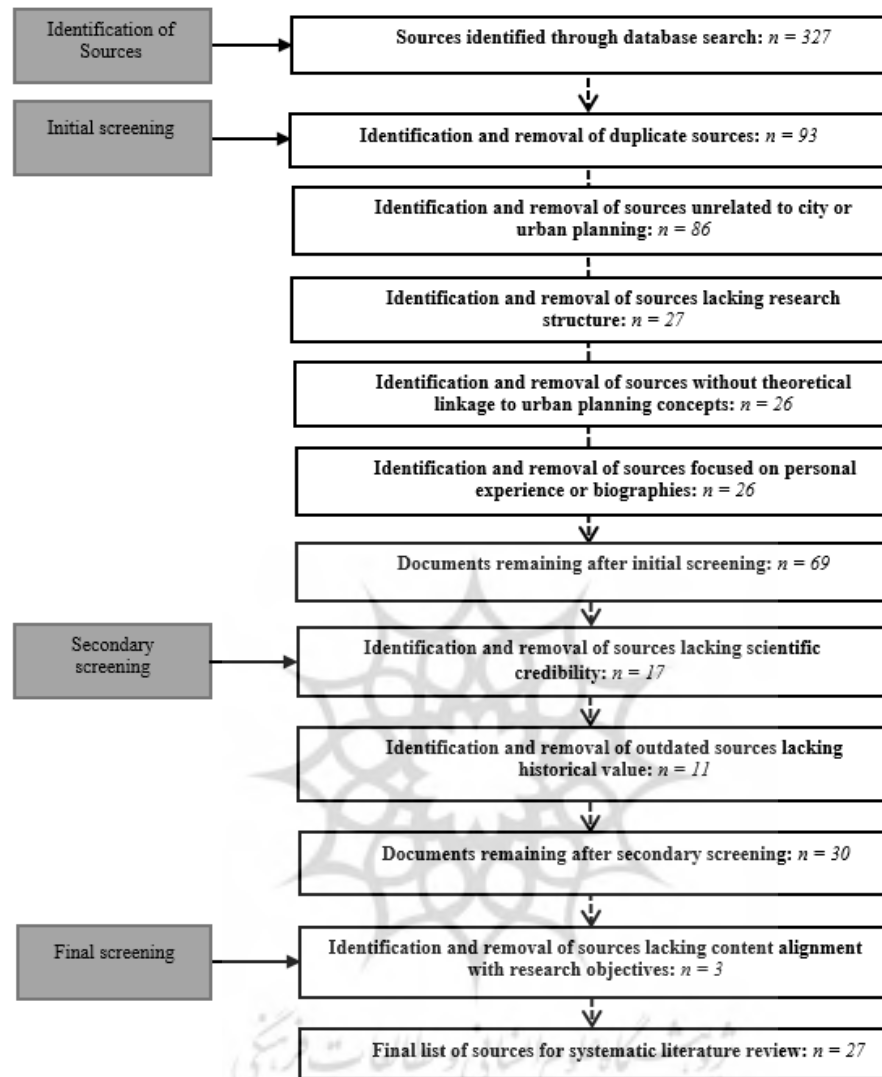 Identification of
Sources
Sources identified through database search: n = 327
Initial screening
Identification and removal of duplicate sources: n = 93
Identification and removal of sources unrelated to city or
urban planning: n = 86
Identification and removal of sources lacking research
structure: n = 27
Identification and removal of sources without theoretical
linkage to urban planning concepts: n = 26
Identification and removal of sources focused on personal
experience or biographies: n = 26
Documents remaining after initial screening: n = 69
Secondary
screening
Identification and removal of sources lacking scientific
credibility: n = 17
Identification and removal of outdated sources lacking
historical value: n = 11
Documents remaining after secondary screening: n = 30
Final screening
Identification and removal of sources lacking content alignment
with research objectives: n = 3
پژوهشگاه علوم انسانی و مطالعات فرهنگی
Final list of sources for systematic literature review: n = 27